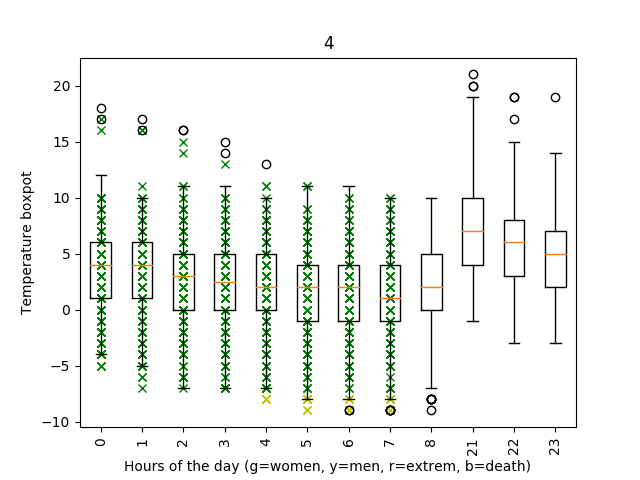 4
Temperature boxpot
20
15
10
5
0
−5
−10
0 1 2 3 4 5 6 7 8 21 22 23
Hours of the day (g=women, y=men, r=extrem, b=death)